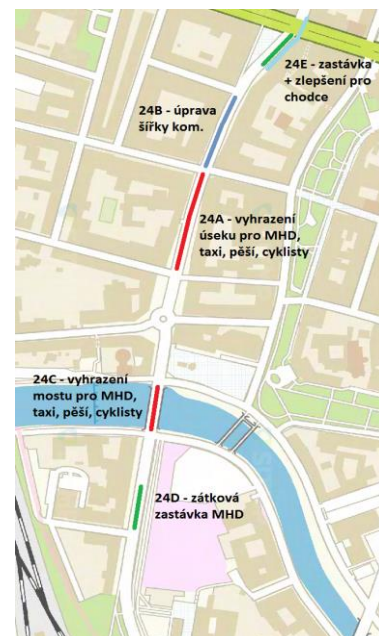 24E - zastávka
+ zlepšení pro
chodce
24B - úprava
šířky kom.
24A - vyhrazení
úseku pro MHD,
taxi, pěší, cyklisty
24C - vyhrazení
mostu pro MHD,
taxi, pěší, cyklisty
24D - zátková
zastávka MHD